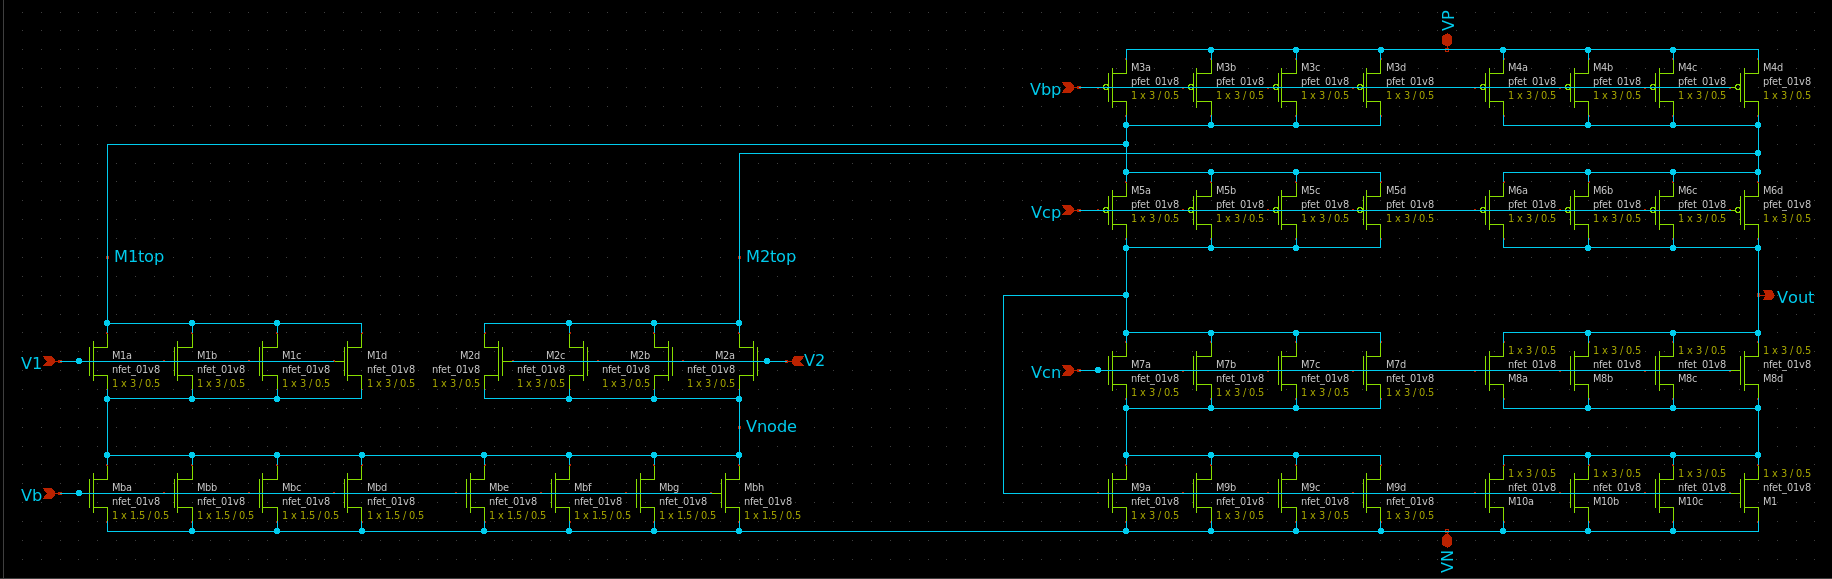 VP
Vbp
M3a M3b M3c M3d M4a M4b M4c M4d
pfet_01v8 pfet_01v8 pfet_01v8 pfet_01v8 pfet_01v8 pfet_01v8 pfet_01v8 pfet_01v8
1 x 3 / 0.5 1 x 3 / 0.5 1 x 3 / 0.5 1 x 3 / 0.5 1 x 3 / 0.5 1 x 3 / 0.5 1 x 3 / 0.5 1 x 3 / 0.5
Vcp
M5a M5b M5c M5d M6a M6b M6c M6d
pfet_01v8 pfet_01v8 pfet_01v8 pfet_01v8 pfet_01v8 pfet_01v8 pfet_01v8 pfet_01v8
1 x 3 / 0.5 1 x 3 / 0.5 1 x 3 / 0.5 1 x 3 / 0.5 1 x 3 / 0.5 1 x 3 / 0.5 1 x 3 / 0.5 1 x 3 / 0.5
M1top M2top
Vout
V1
M1a M1b M1c M1d M2d M2c M2b M2a
nfet_01v8 nfet_01v8 nfet_01v8 nfet_01v8 nfet_01v8 nfet_01v8 nfet_01v8 nfet_01v8
1 x 3 / 0.5 1 x 3 / 0.5 1 x 3 / 0.5 1 x 3 / 0.5 1 x 3 / 0.5 1 x 3 / 0.5 1 x 3 / 0.5 1 x 3 / 0.5
V2
Vcn
M7a M7b M7c M7d
nfet_01v8 nfet_01v8 nfet_01v8 nfet_01v8
1 x 3 / 0.5 1 x 3 / 0.5 1 x 3 / 0.5 1 x 3 / 0.5
1 x 3 / 0.5 1 x 3 / 0.5 1 x 3 / 0.5 1 x 3 / 0.5
nfet_01v8 nfet_01v8 nfet_01v8 nfet_01v8
M8a M8b M8c M8d
Vnode
Vb
Mba Mbb Mbc Mbd Mbe Mbf Mbg Mbh
nfet_01v8 nfet_01v8 nfet_01v8 nfet_01v8 nfet_01v8 nfet_01v8 nfet_01v8 nfet_01v8
1 x 1.5 / 0.5 1 x 1.5 / 0.5 1 x 1.5 / 0.5 1 x 1.5 / 0.5 1 x 1.5 / 0.5 1 x 1.5 / 0.5 1 x 1.5 / 0.5 1 x 1.5 / 0.5
M9a M9b M9c M9d
nfet_01v8 nfet_01v8 nfet_01v8 nfet_01v8
1 x 3 / 0.5 1 x 3 / 0.5 1 x 3 / 0.5 1 x 3 / 0.5
1 x 3 / 0.5 1 x 3 / 0.5 1 x 3 / 0.5 1 x 3 / 0.5
nfet_01v8 nfet_01v8 nfet_01v8 nfet_01v8
M10a M10b M10c M1
VN